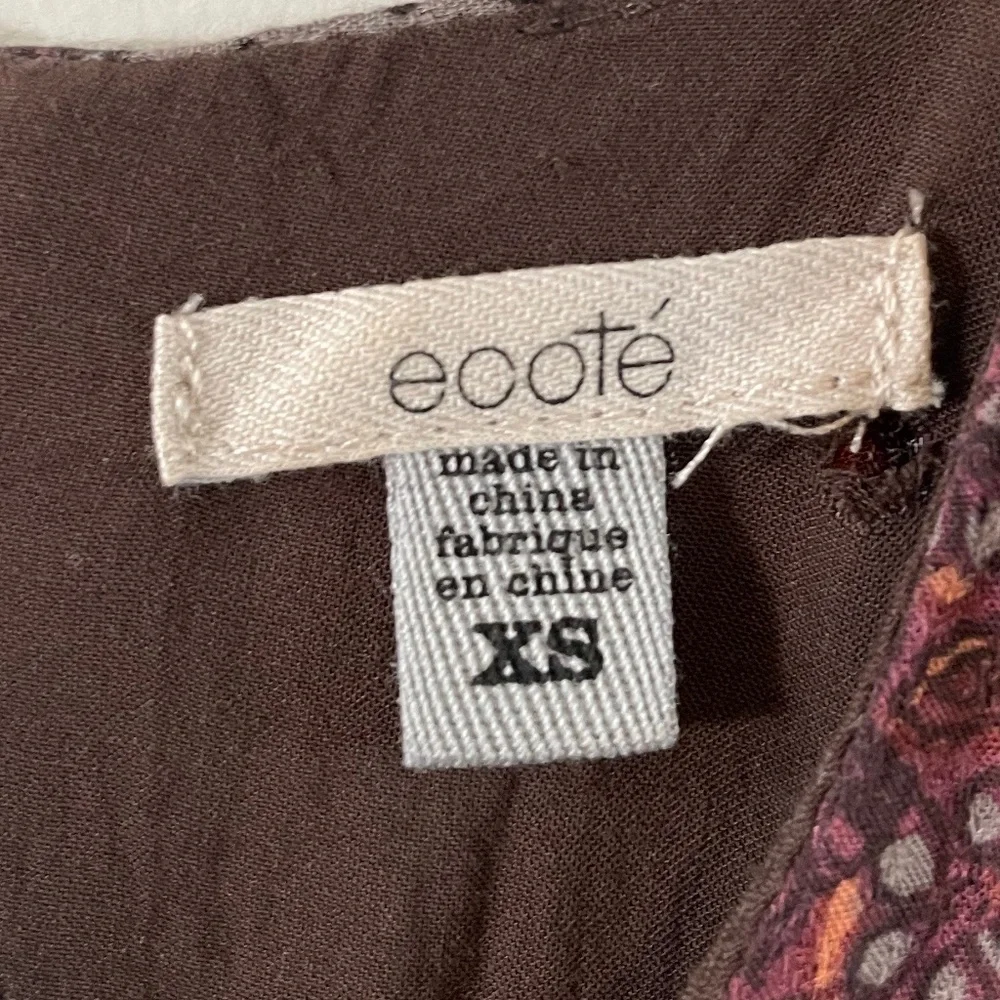 ecoté
made in
china
fabrique
en chine
XS